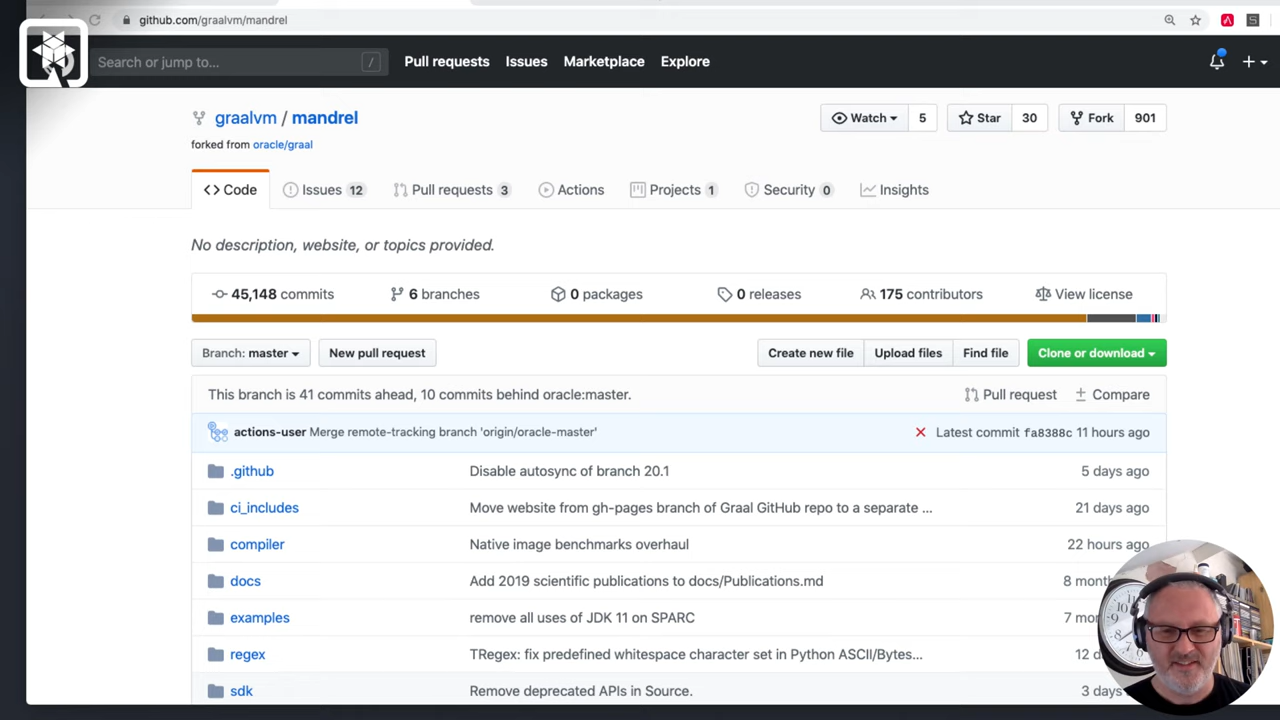 github.com/graalvm/mandrel
Search or jump to... /
Pull requests Issues Marketplace Explore
graalvm / mandrel
Watch 5 Star 30 Fork 901
forked from oracle/graal
Code Issues 12 Pull requests 3 Actions Projects 1 Security 0 Insights
No description, website, or topics provided.
45,148 commits 6 branches 0 packages 0 releases 175 contributors View license
Branch: master New pull request Create new file Upload files Find file Clone or download
This branch is 41 commits ahead, 10 commits behind oracle:master. Pull request Compare
actions-user Merge remote-tracking branch 'origin/oracle-master' Latest commit fa8388c 11 hours ago
.github Disable autosync of branch 20.1 5 days ago
ci_includes Move website from gh-pages branch of Graal GitHub repo to a separate ... 21 days ago
compiler Native image benchmarks overhaul 22 hours ago
docs Add 2019 scientific publications to docs/Publications.md 8 mont
examples remove all uses of JDK 11 on SPARC 7 mo
regex TRegex: fix predefined whitespace character set in Python ASCII/Bytes... 12 d
sdk Remove deprecated APIs in Source. 3 days